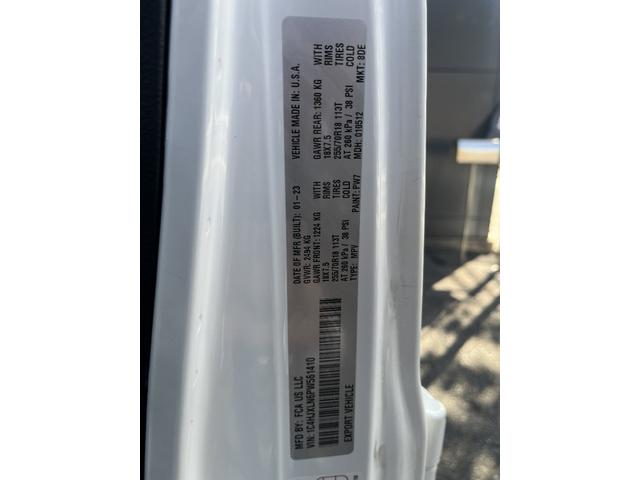 MFD BY: FCA US LLC DATE OF MFR (BUILT): 01-23 VEHICLE MADE IN: U.S.A.
GVWR: 2494 KG
VIN: 1C4HJXLN6PW561410 GAWR FRONT: 1224 KG WITH GAWR REAR: 1360 KG WITH
18X7.5 RIMS 18X7.5 RIMS
255/70R18 113T TIRES 255/70R18 113T TIRES
AT 260 kPa / 38 PSI COLD AT 260 kPa / 38 PSI COLD
EXPORT VEHICLE TYPE: MPV PAINT: PW7 MDH: 010512 MKT: 8DE